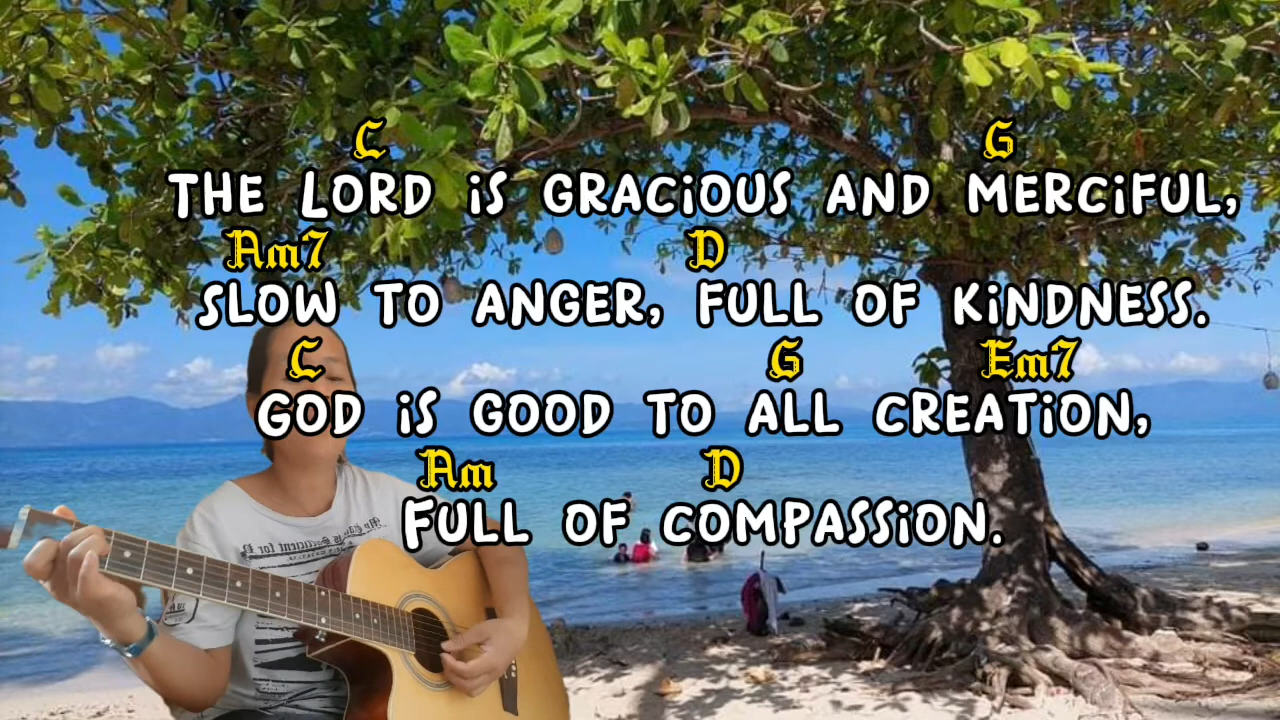 C G
THE LORD iS GRACiOUS AND MERCiFUL,
Am7 D
SLOW TO ANGER, FULL OF KiNDNESS.
C G Em7
GOD iS GOOD TO ALL CREATiON,
Am D
FULL OF COMPASSiON.